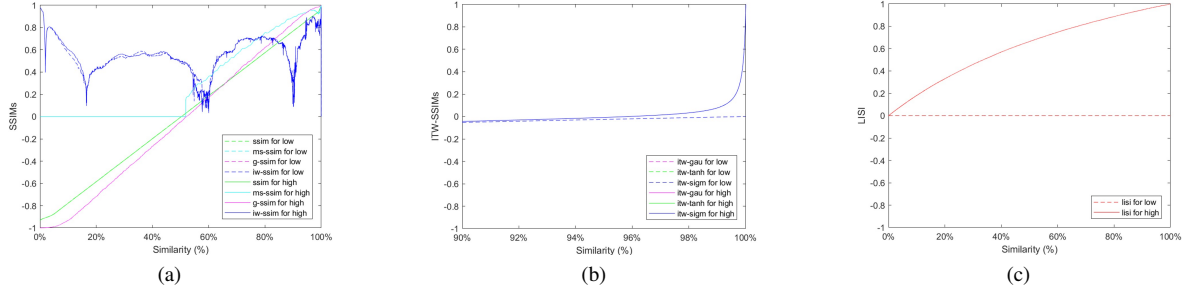 1
0.8
0.6
0.4
0.2
0
-0.2
-0.4
-0.6
-0.8
-1
SSIMs
0%
20%
40%
60%
80%
100%
Similarity (%)
ssim for low
ms-ssim for low
g-ssim for low
iw-ssim for low
ssim for high
ms-ssim for high
g-ssim for high
iw-ssim for high
(a)
1
0.8
0.6
0.4
0.2
0
-0.2
-0.4
-0.6
-0.8
-1
ITW-SSIMs
90%
92%
94%
96%
98%
100%
Similarity (%)
itw-gau for low
itw-tanh for low
itw-sigm for low
itw-gau for high
itw-tanh for high
itw-sigm for high
(b)
1
0.8
0.6
0.4
0.2
0
-0.2
-0.4
-0.6
-0.8
-1
LISI
0%
20%
40%
60%
80%
100%
Similarity (%)
lisi for low
lisi for high
(c)